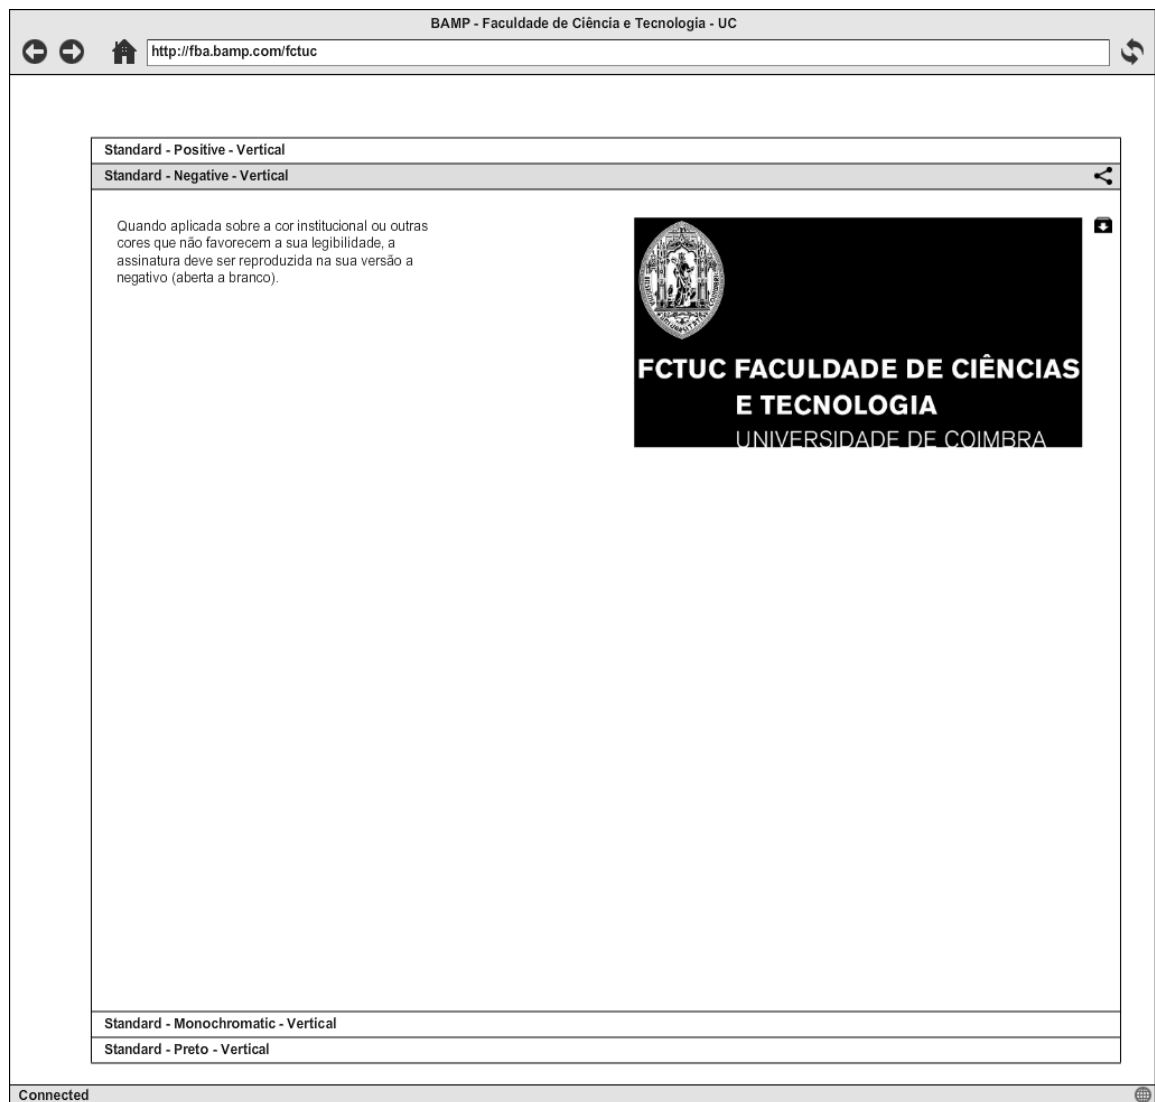 BAMP - Faculdade de Ciência e Tecnologia - UC
http://fba.bamp.com/fctuc
Standard - Positive - Vertical
Standard - Negative - Vertical
Quando aplicada sobre a cor institucional ou outras
cores que não favorecem a sua legibilidade, a
assinatura deve ser reproduzida na sua versão a
negativo (aberta a branco).
FCTUC FACULDADE DE CIÊNCIAS
E TECNOLOGIA
UNIVERSIDADE DE COIMBRA
Standard - Monochromatic - Vertical
Standard - Preto - Vertical
Connected